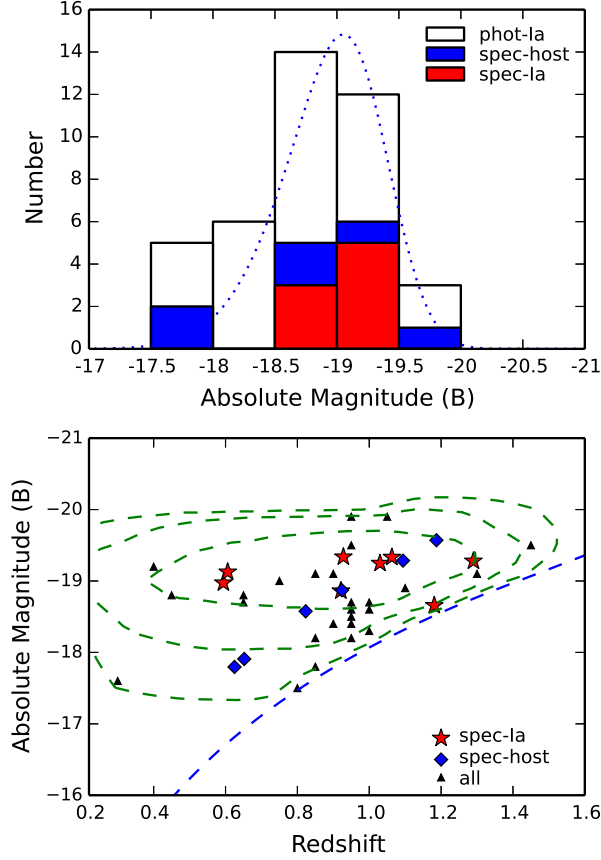 16
14
12
10
8
6
4
2
0
Number
phot-Ia
spec-host
spec-Ia
-17 -17.5 -18 -18.5 -19 -19.5 -20 -20.5 -21
Absolute Magnitude (B)
−21
−20
−19
−18
−17
−16
Absolute Magnitude (B)
spec-Ia
spec-host
all
0.2 0.4 0.6 0.8 1.0 1.2 1.4 1.6
Redshift